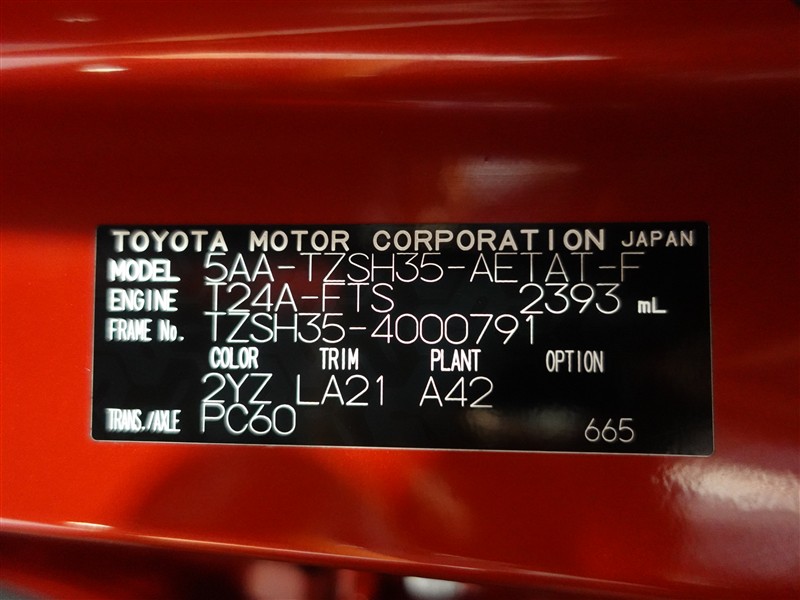 TOYOTA MOTOR CORPORATION JAPAN
MODEL 5AA-TZSH35-AETAT-F
ENGINE T24A-FTS 2393 mL
FRAME No. TZSH35-4000791
COLOR TRIM PLANT OPTION
2YZ LA21 A42
TRANS./AXLE PC60 665